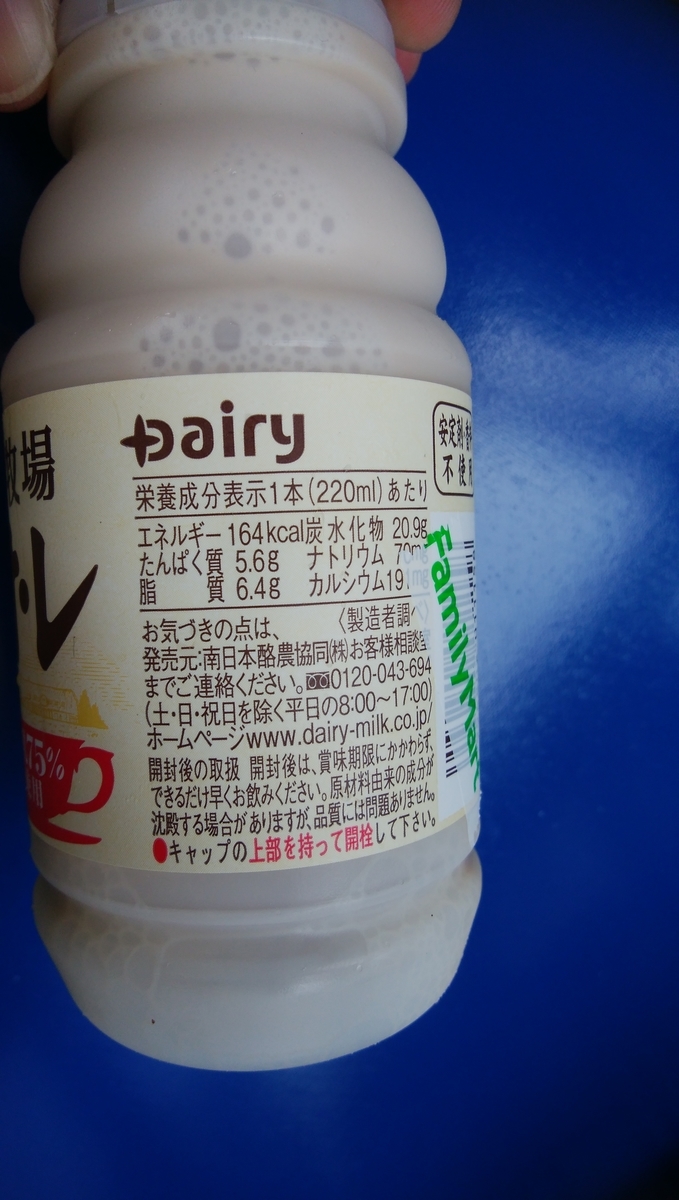 Dairy
栄養成分表示1本(220ml)あたり
エネルギー 164kcal 炭水化物 20.9g
たんぱく質 5.6g ナトリウム
脂質 6.4g カルシウム
〈製造者調
お気づきの点は、
発売元:南日本酪農協同(株)お客様相談室
までご連絡ください。0120-043-694
(土・日・祝日を除く平日の8:00〜17:00)
ホームページwww.dairy-milk.co.jp/
開封後の取扱 開封後は、賞味期限にかかわらず、
できるだけ早くお飲みください。原材料由来の成分が
沈殿する場合がありますが、品質には問題ありません。
●キャップの上部を持って開栓して下さい。
牧場
レ
75%
安定剤・香
不使用
FamilyMart